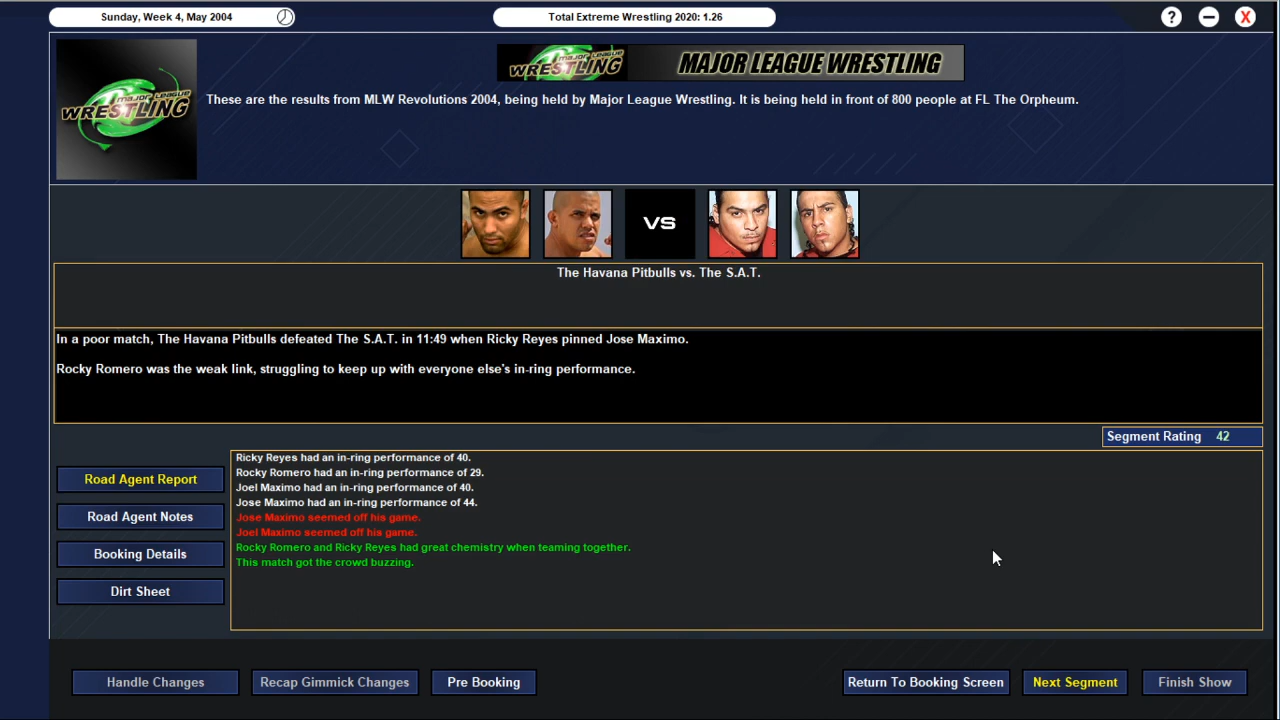 Sunday, Week 4, May 2004
Total Extreme Wrestling 2020: 1.26
?
X
major league
WRESTLING
MAJOR LEAGUE WRESTLING
major league
WRESTLING
These are the results from MLW Revolutions 2004, being held by Major League Wrestling. It is being held in front of 800 people at FL The Orpheum.
VS
The Havana Pitbulls vs. The S.A.T.
In a poor match, The Havana Pitbulls defeated The S.A.T. in 11:49 when Ricky Reyes pinned Jose Maximo.
Rocky Romero was the weak link, struggling to keep up with everyone else's in-ring performance.
Segment Rating 42
Road Agent Report
Road Agent Notes
Booking Details
Dirt Sheet
Ricky Reyes had an in-ring performance of 40.
Rocky Romero had an in-ring performance of 29.
Joel Maximo had an in-ring performance of 40.
Jose Maximo had an in-ring performance of 44.
Jose Maximo seemed off his game.
Joel Maximo seemed off his game.
Rocky Romero and Ricky Reyes had great chemistry when teaming together.
This match got the crowd buzzing.
Handle Changes
Recap Gimmick Changes
Pre Booking
Return To Booking Screen
Next Segment
Finish Show